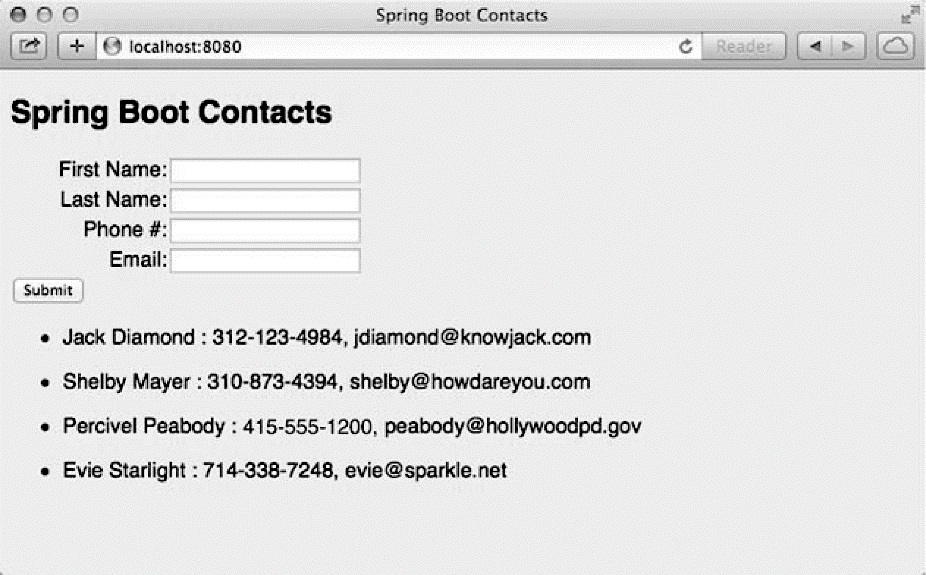 Spring Boot Contacts
localhost:8080
Reader
Spring Boot Contacts
First Name:
Last Name:
Phone #:
Email:
Submit
• Jack Diamond : 312-123-4984, jdiamond@knowjack.com
• Shelby Mayer : 310-873-4394, shelby@howdareyou.com
• Percivel Peabody : 415-555-1200, peabody@hollywoodpd.gov
• Evie Starlight : 714-338-7248, evie@sparkle.net